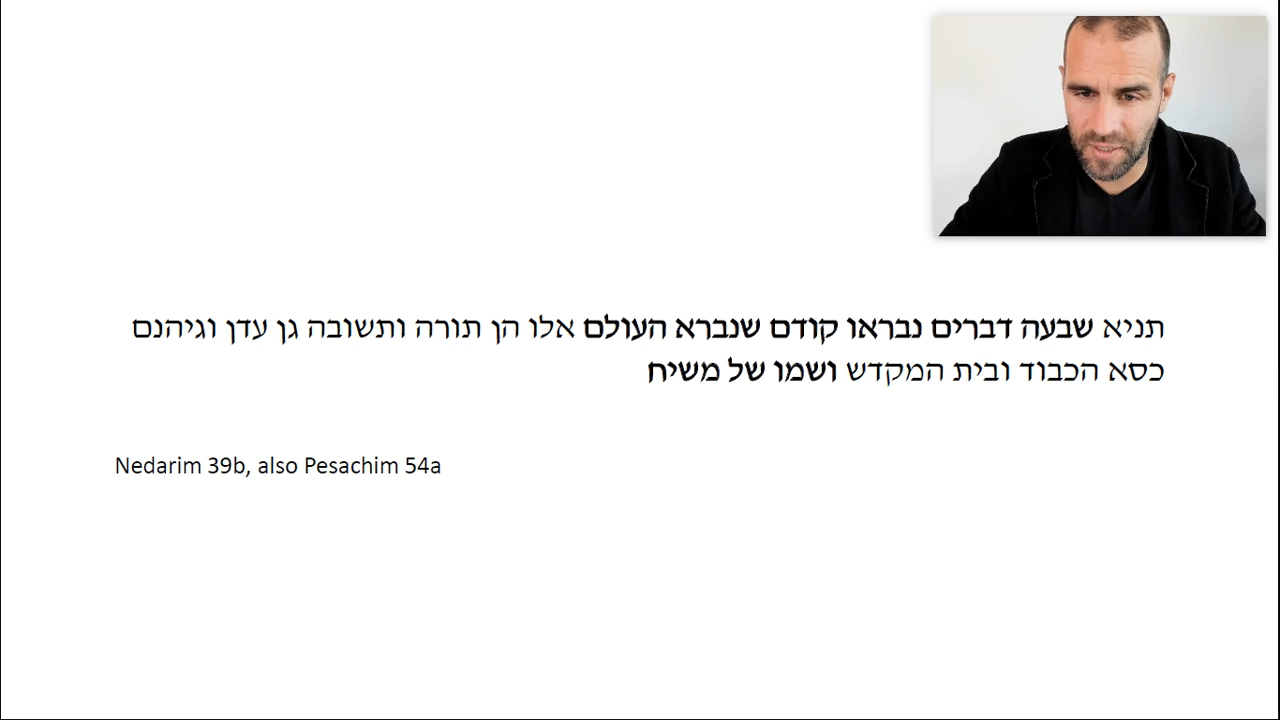 תניא שבעה דברים נבראו קודם שנברא העולם אלו הן תורה ותשובה גן עדן וגיהנם
כסא הכבוד ובית המקדש ושמו של משיח
Nedarim 39b, also Pesachim 54a